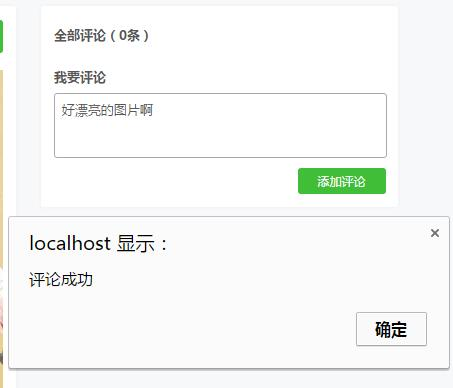 全部评论（0条）
我要评论
好漂亮的图片啊
添加评论
localhost 显示：
评论成功
确定